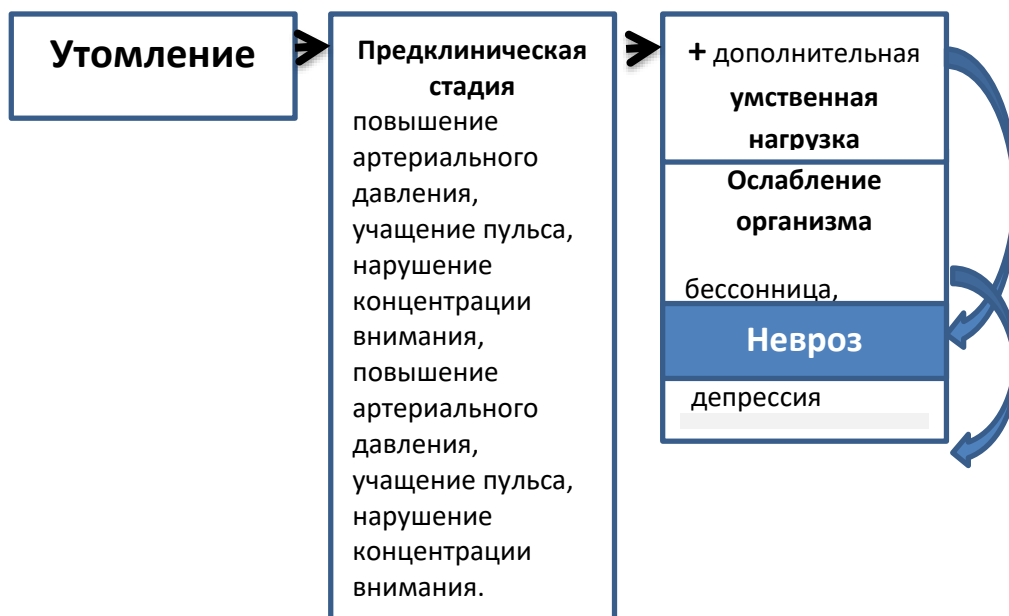 Утомление
Предклиническая
стадия
повышение
артериального
давления,
учащение пульса,
нарушение
концентрации
внимания,
повышение
артериального
давления,
учащение пульса,
нарушение
концентрации
внимания.
+ дополнительная
умственная
нагрузка
Ослабление
организма
бессонница,
Невроз
депрессия